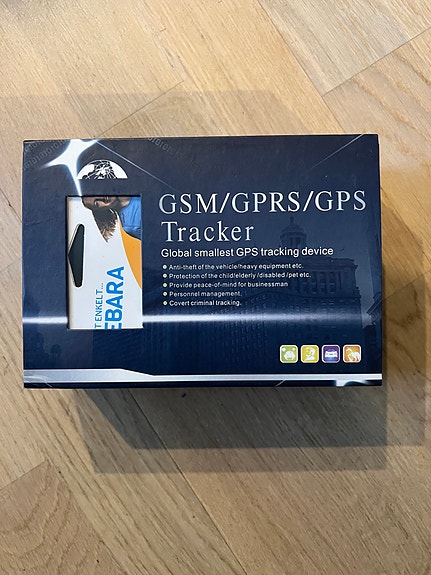 GSM/GPRS/GPS
Tracker
Global smallest GPS tracking device
Anti-theft of the vehicle/heavy equipment etc.
Protection of the child/elderly /disabled /pet etc.
Provide peace-of-mind for businessman
Personnel management.
Covert criminal tracking.
T ENKELT...
EBARA